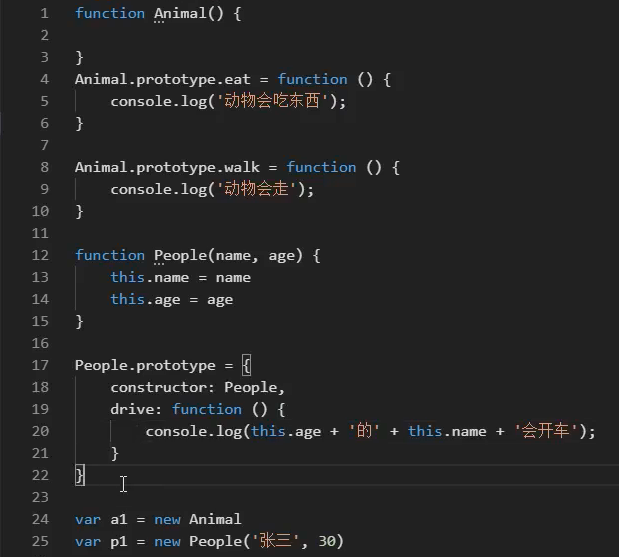 1 function Animal() {
2
3 }
4 Animal.prototype.eat = function () {
5 console.log('动物会吃东西');
6 }
7
8 Animal.prototype.walk = function () {
9 console.log('动物会走');
10 }
11
12 function People(name, age) {
13 this.name = name
14 this.age = age
15 }
16
17 People.prototype = {
18 constructor: People,
19 drive: function () {
20 console.log(this.age + '的' + this.name + '会开车');
21 }
22 }
23
24 var a1 = new Animal
25 var p1 = new People('张三', 30)